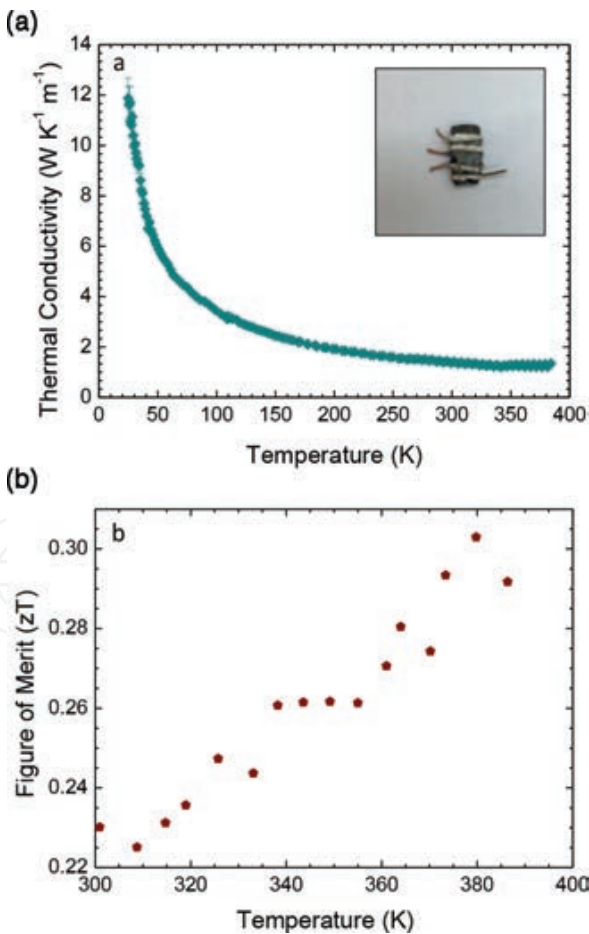 (a)
a
Thermal Conductivity (W K⁻¹ m⁻¹)
14
12
10
8
6
4
2
0
0 50 100 150 200 250 300 350 400
Temperature (K)
(b)
b
Figure of Merit (zT)
0.30
0.28
0.26
0.24
0.22
300 320 340 360 380 400
Temperature (K)